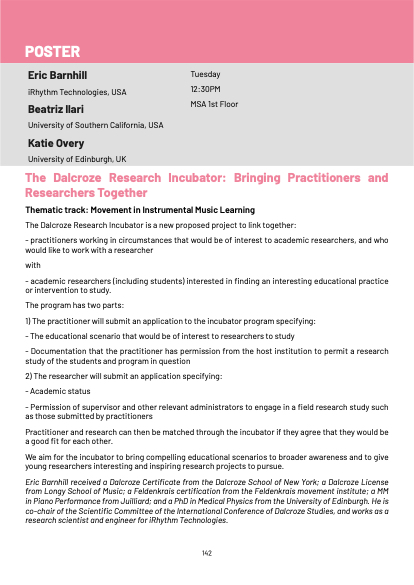 POSTER
Eric Barnhill
iRhythm Technologies, USA
Beatriz Ilari
University of Southern California, USA
Katie Overy
University of Edinburgh, UK
Tuesday
12:30PM
MSA 1st Floor
The Dalcroze Research Incubator: Bringing Practitioners and
Researchers Together
Thematic track: Movement in Instrumental Music Learning
The Dalcroze Research Incubator is a new proposed project to link together:
- practitioners working in circumstances that would be of interest to academic researchers, and who
would like to work with a researcher
with
- academic researchers (including students) interested in finding an interesting educational practice
or intervention to study.
The program has two parts:
1) The practitioner will submit an application to the incubator program specifying:
- The educational scenario that would be of interest to researchers to study
- Documentation that the practitioner has permission from the host institution to permit a research
study of the students and program in question
2) The researcher will submit an application specifying:
- Academic status
- Permission of supervisor and other relevant administrators to engage in a field research study such
as those submitted by practitioners
Practitioner and research can then be matched through the incubator if they agree that they would be
a good fit for each other.
We aim for the incubator to bring compelling educational scenarios to broader awareness and to give
young researchers interesting and inspiring research projects to pursue.
Eric Barnhill received a Dalcroze Certificate from the Dalcroze School of New York; a Dalcroze License
from Longy School of Music; a Feldenkrais certification from the Feldenkrais movement institute; a MM
in Piano Performance from Juilliard; and a PhD in Medical Physics from the University of Edinburgh. He is
co-chair of the Scientific Committee of the International Conference of Dalcroze Studies, and works as a
research scientist and engineer for iRhythm Technologies.
142